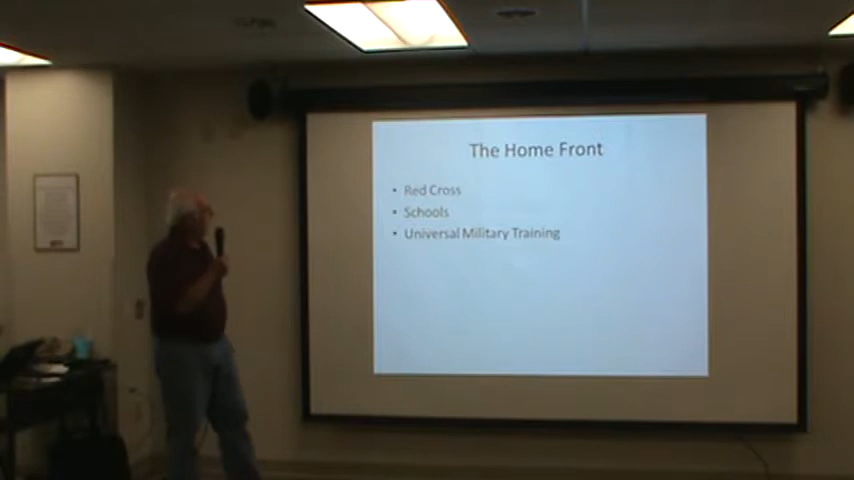 The Home Front
• Red Cross
• Schools
• Universal Military Training